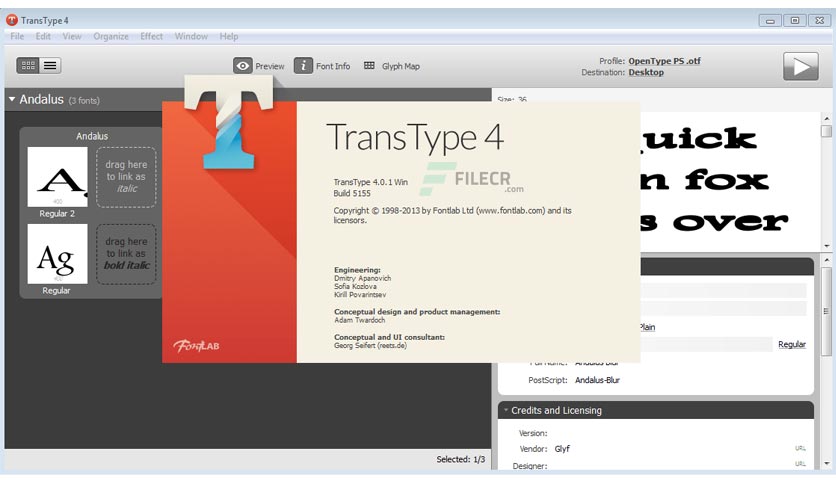 TransType 4
File Edit View Organize Effect Window Help
Preview Font Info Glyph Map
Profile: OpenType PS .otf
Destination: Desktop
Andalus (3 fonts)
Size: 36
Andalus
A
400
drag here
to link as
italic
Regular 2
Ag
400
drag here
to link as
bold italic
Regular
TransType 4
TransType 4.0.1 Win
Build 5155
FILECR
.com
Copyright © 1998-2013 by Fontlab Ltd (www.fontlab.com) and its
licensors.
Engineering:
Dmitry Apanovich
Sofia Kozlova
Kirill Povarintsev
Conceptual design and product management:
Adam Twardoch
Conceptual and UI consultant:
Georg Seifert (reets.de)
FONTLAB
uick
n fox
s over
Plain
Regular
PostScript: Andalus-Blur
Credits and Licensing
Version:
Vendor: Glyf URL
Designer: URL
Selected: 1/3